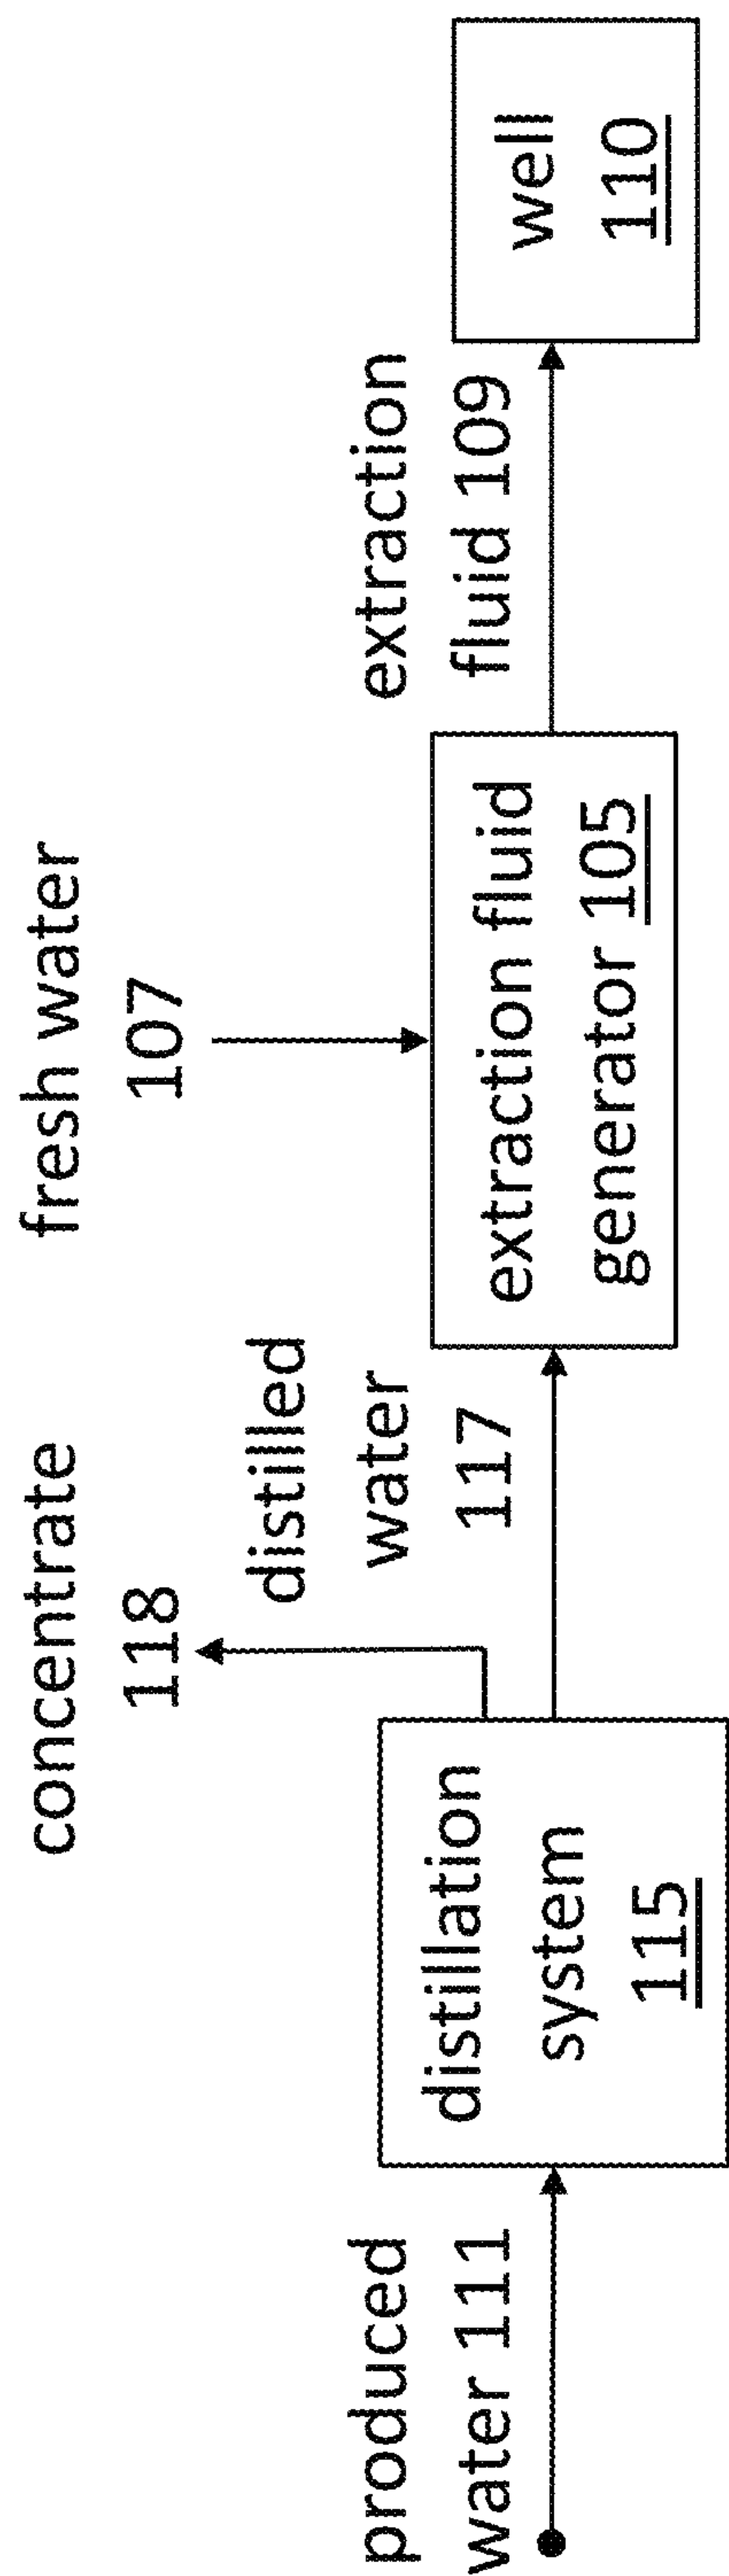 produced
water 111
distillation
system
115
concentrate
118
distilled
water
117
fresh water
107
extraction fluid
generator 105
extraction
fluid 109
well
110